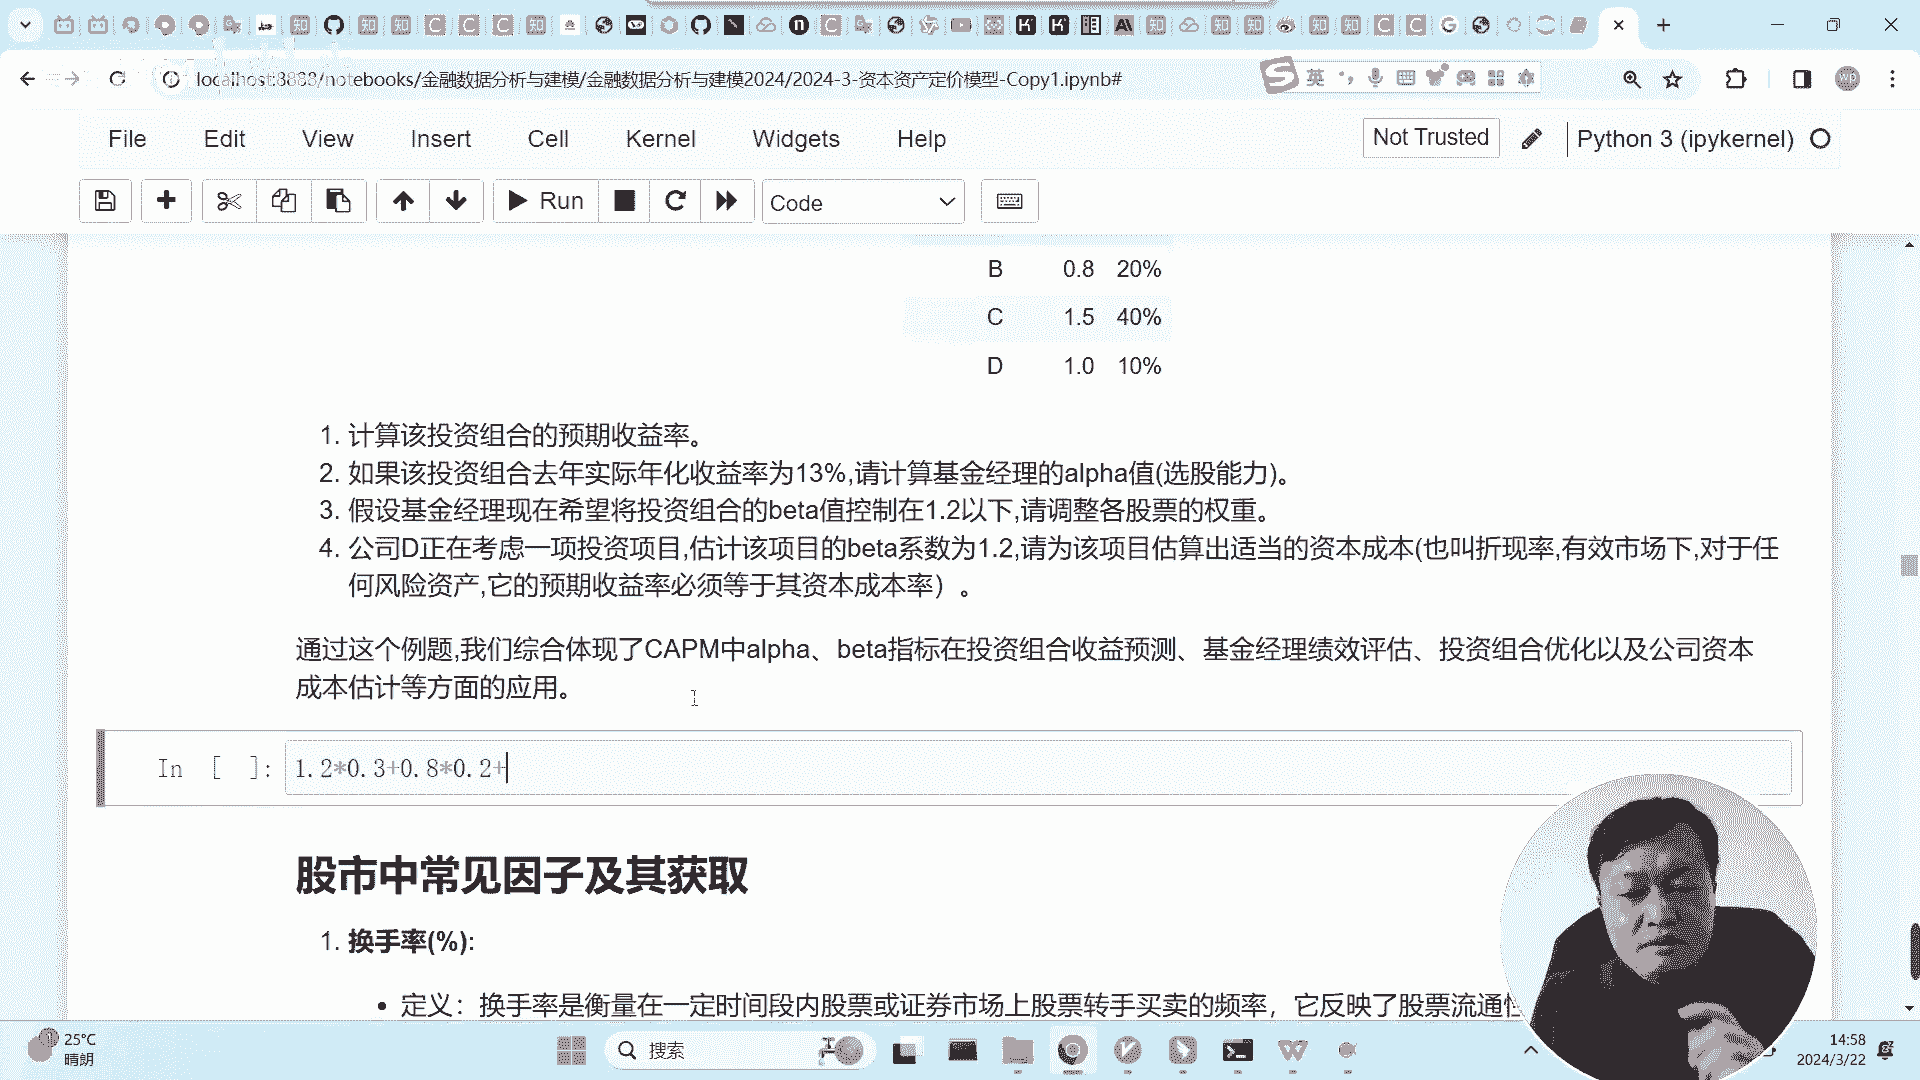 localhost:8888/notebooks/金融数据分析与建模/金融数据分析与建模2024/2024-3-资本资产定价模型-Copy1.ipynb#
英
wp
File Edit View Insert Cell Kernel Widgets Help
Not Trusted
Python 3 (ipykernel)
Run
Code
B 0.8 20%
C 1.5 40%
D 1.0 10%
1. 计算该投资组合的预期收益率。
2. 如果该投资组合去年实际年化收益率为13%,请计算基金经理的alpha值(选股能力)。
3. 假设基金经理现在希望将投资组合的beta值控制在1.2以下,请调整各股票的权重。
4. 公司D正在考虑一项投资项目,估计该项目的beta系数为1.2,请为该项目估算出适当的资本成本(也叫折现率,有效市场下,对于任
何风险资产,它的预期收益率必须等于其资本成本率）。
通过这个例题,我们综合体现了CAPM中alpha、beta指标在投资组合收益预测、基金经理绩效评估、投资组合优化以及公司资本
成本估计等方面的应用。
In [ ]: 1.2*0.3+0.8*0.2+
股市中常见因子及其获取
1. 换手率(%):
• 定义：换手率是衡量在一定时间段内股票或证券市场上股票转手买卖的频率，它反映了股票流通性
25°C
晴朗
搜索
14:58
2024/3/22